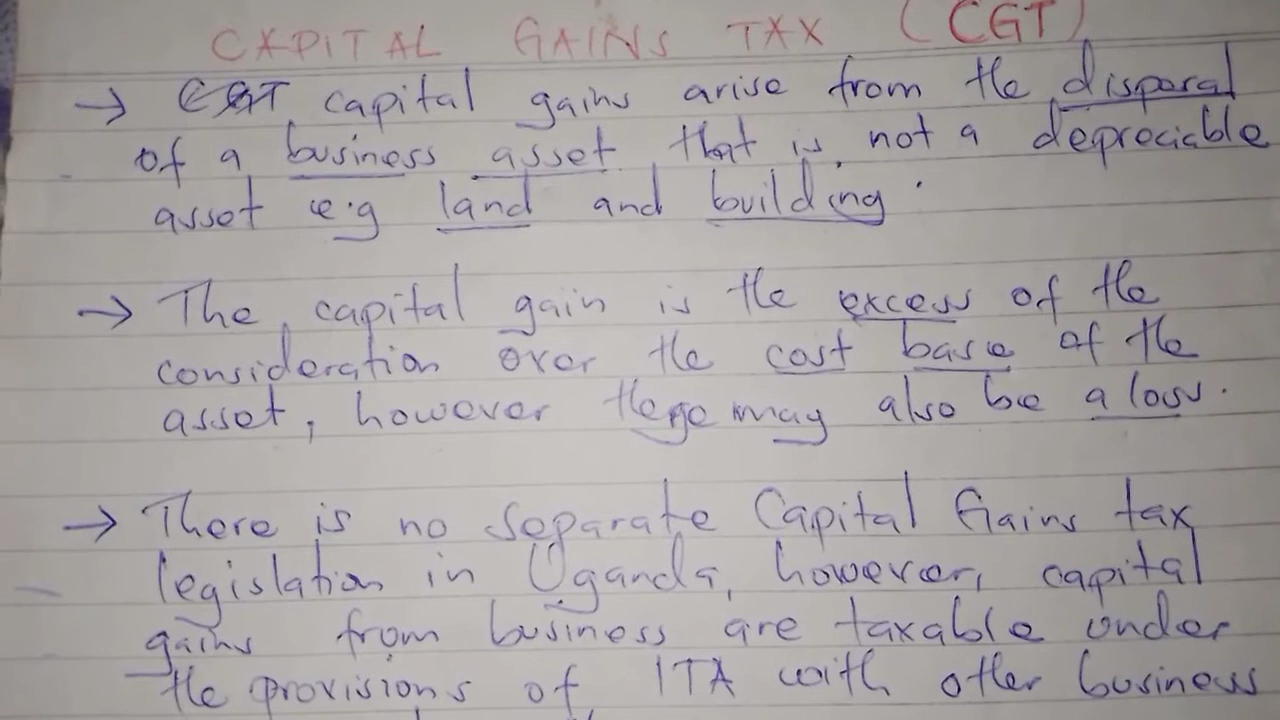 CAPITAL GAINS TAX (CGT)
→ CGT capital gains arise from the disposal
of a business asset that is not a depreciable
asset e.g land and building.
→ The capital gain is the excess of the
consideration over the cost base of the
asset, however there may also be a loss.
→ There is no separate Capital Gains tax
legislation in Uganda, however, capital
gains from business are taxable under
the provisions of ITA with other business